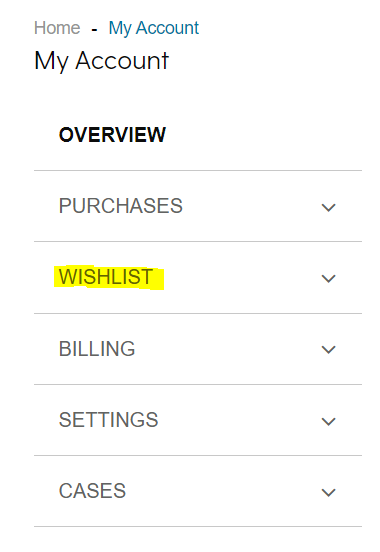 Home - My Account
My Account
OVERVIEW
PURCHASES
WISHLIST
BILLING
SETTINGS
CASES